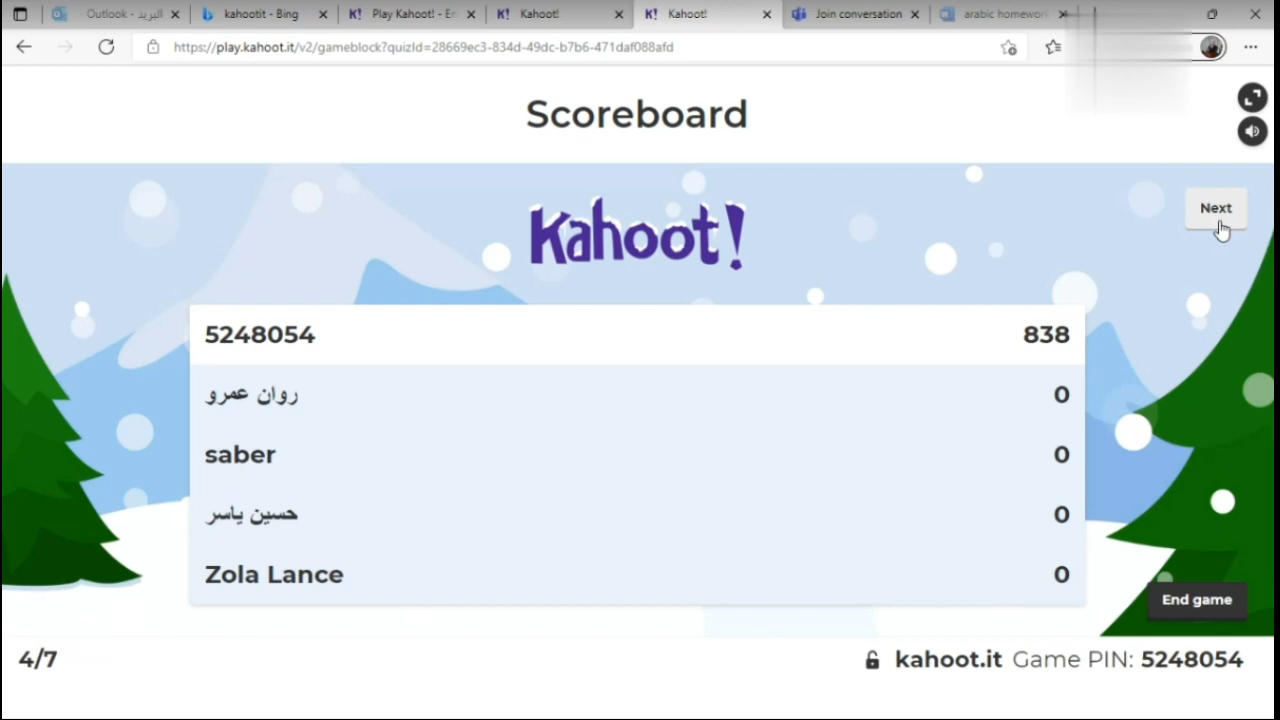 Outlook - البريد
kahootit - Bing
Play Kahoot! - E
Kahoot!
Kahoot!
Join conversation
arabic homewor
https://play.kahoot.it/v2/gameblock?quizId=28669ec3-834d-49dc-b7b6-471daf088afd
Scoreboard
Kahoot!
Next
5248054 838
روان عمرو 0
saber 0
حسين ياسر 0
Zola Lance 0
End game
4/7
kahoot.it Game PIN: 5248054